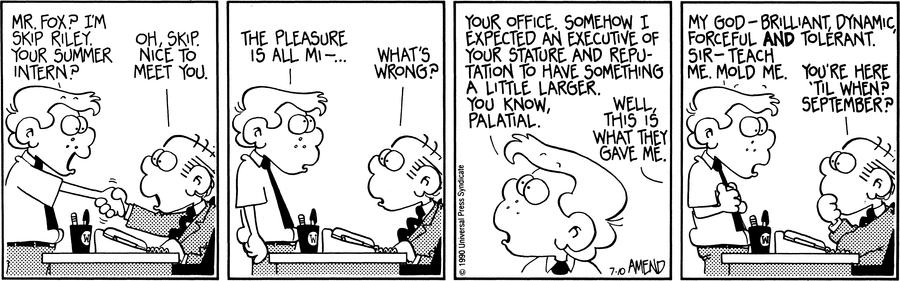 MR. FOX? I'M
SKIP RILEY.
YOUR SUMMER
INTERN?
OH, SKIP.
NICE TO
MEET YOU.
THE PLEASURE
IS ALL MI—...
WHAT'S
WRONG?
YOUR OFFICE. SOMEHOW I
EXPECTED AN EXECUTIVE OF
YOUR STATURE AND REPU-
TATION TO HAVE SOMETHING
A LITTLE LARGER.
YOU KNOW,
PALATIAL.
WELL,
THIS IS
WHAT THEY
GAVE ME.
© 1990 Universal Press Syndicate
7-10 AMEND
MY GOD—BRILLIANT, DYNAMIC,
FORCEFUL AND TOLERANT.
SIR—TEACH
ME. MOLD ME.
YOU'RE HERE
'TIL WHEN?
SEPTEMBER?
W
W
W